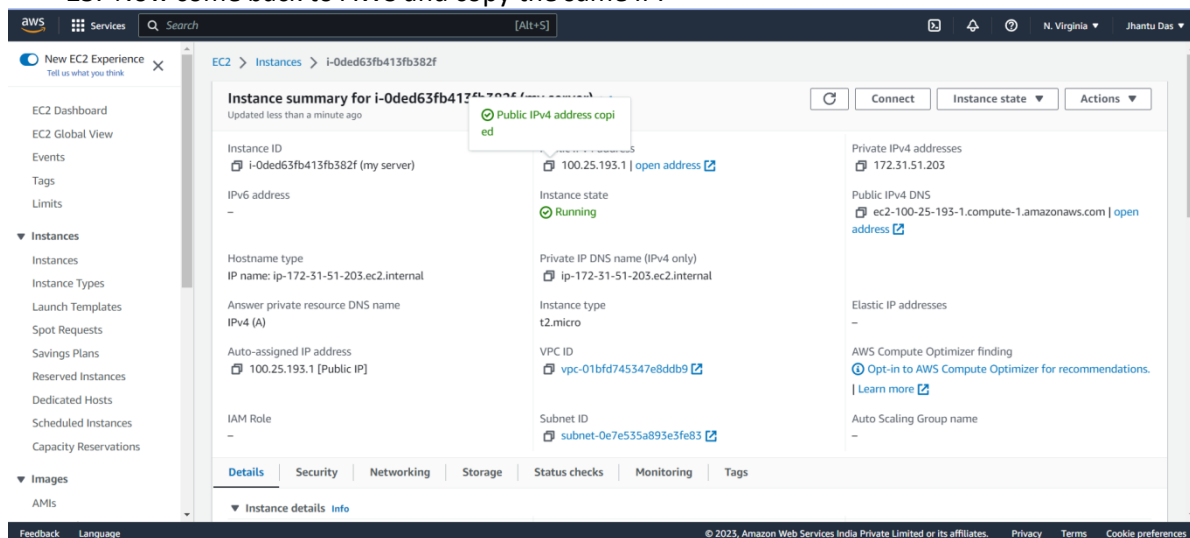 aws Services Search [Alt+S] N. Virginia Jhantu Das
New EC2 Experience
Tell us what you think
EC2 Dashboard
EC2 Global View
Events
Tags
Limits
Instances
Instances
Instance Types
Launch Templates
Spot Requests
Savings Plans
Reserved Instances
Dedicated Hosts
Scheduled Instances
Capacity Reservations
Images
AMIs
EC2 > Instances > i-0ded63fb413fb382f
Instance summary for i-0ded63fb413fb382f (my server)
Updated less than a minute ago
Connect Instance state Actions
Public IPv4 address copi
ed
Instance ID
i-0ded63fb413fb382f (my server)
100.25.193.1 | open address
Private IPv4 addresses
172.31.51.203
IPv6 address
–
Instance state
Running
Public IPv4 DNS
ec2-100-25-193-1.compute-1.amazonaws.com | open
address
Hostname type
IP name: ip-172-31-51-203.ec2.internal
Private IP DNS name (IPv4 only)
ip-172-31-51-203.ec2.internal
Answer private resource DNS name
IPv4 (A)
Instance type
t2.micro
Elastic IP addresses
–
Auto-assigned IP address
100.25.193.1 [Public IP]
VPC ID
vpc-01bfd745347e8ddb9
AWS Compute Optimizer finding
Opt-in to AWS Compute Optimizer for recommendations.
| Learn more
IAM Role
–
Subnet ID
subnet-0e7e535a893e3fe83
Auto Scaling Group name
–
Details Security Networking Storage Status checks Monitoring Tags
Instance details Info
Feedback Language © 2023, Amazon Web Services India Private Limited or its affiliates. Privacy Terms Cookie preferences